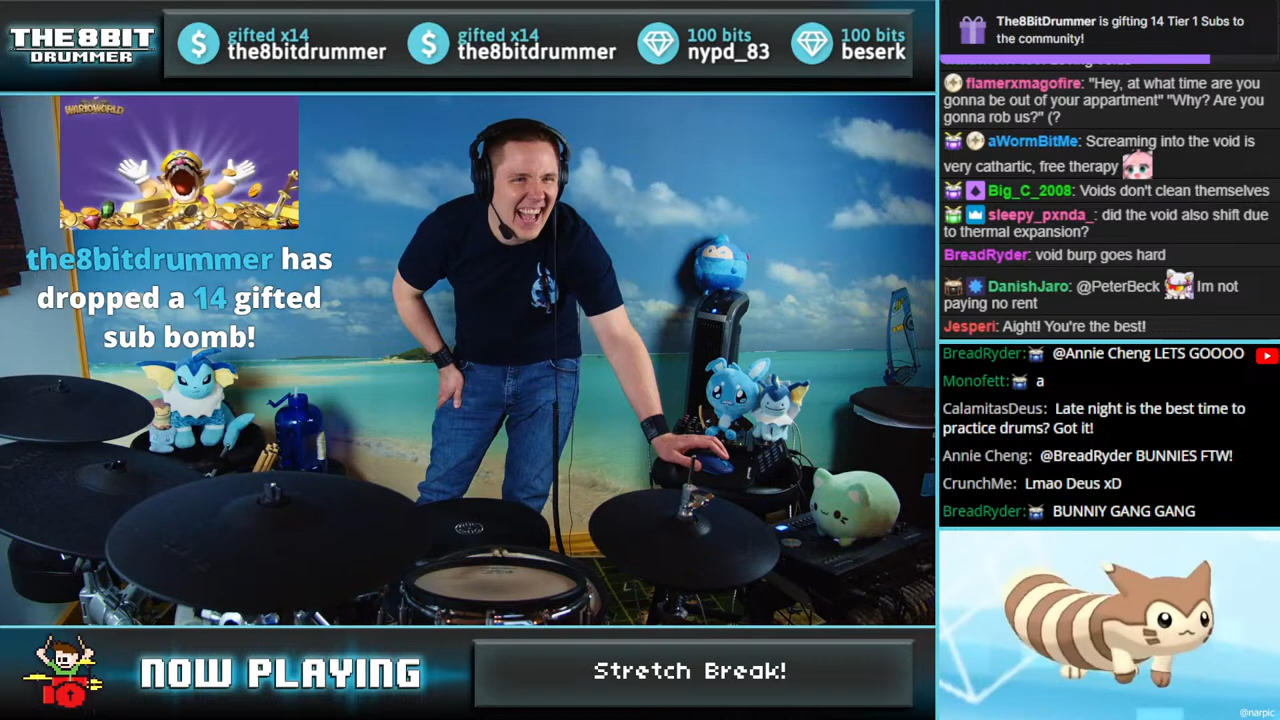 THE8BIT
DRUMMER
gifted x14
the8bitdrummer
gifted x14
the8bitdrummer
100 bits
nypd_83
100 bits
beserk
WARIOWORLD
the8bitdrummer has
dropped a 14 gifted
sub bomb!
The8BitDrummer is gifting 14 Tier 1 Subs to
the community!
flamerxmagofire: "Hey, at what time are you
gonna be out of your appartment" "Why? Are you
gonna rob us?" (?
aWormBitMe: Screaming into the void is
very cathartic, free therapy
Big_C_2008: Voids don't clean themselves
sleepy_pxnda_: did the void also shift due
to thermal expansion?
BreadRyder: void burp goes hard
DanishJaro: @PeterBeck Im not
paying no rent
Jesperi: Aight! You're the best!
BreadRyder: @Annie Cheng LETS GOOOO
Monofett: a
CalamitasDeus: Late night is the best time to
practice drums? Got it!
Annie Cheng: @BreadRyder BUNNIES FTW!
CrunchMe: Lmao Deus xD
BreadRyder: BUNNIY GANG GANG
NOW PLAYING
Stretch Break!
@narpic